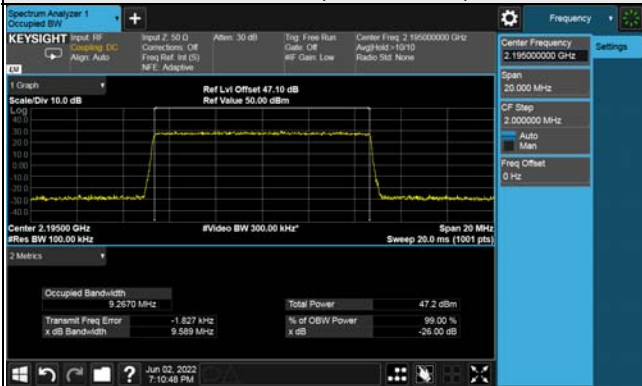 Spectrum Analyzer 1
Occupied BW
+
Frequency
KEYSIGHT
Input: RF
Coupling: DC
Align: Auto
Input Z: 50 Ω
Corrections: Off
Freq Ref: Int (S)
NFE: Adaptive
Atten: 30 dB
Trig: Free Run
Gate: Off
#IF Gain: Low
Center Freq: 2.195000000 GHz
Avg|Hold:>10/10
Radio Std: None
Center Frequency
2.195000000 GHz
Settings
Span
20.000 MHz
CF Step
2.000000 MHz
Auto
Man
Freq Offset
0 Hz
1 Graph
Scale/Div 10.0 dB
Ref Lvl Offset 47.10 dB
Ref Value 50.00 dBm
Log
40.0
30.0
20.0
10.0
0.00
-10.0
-20.0
-30.0
-40.0
Center 2.19500 GHz
#Res BW 100.00 kHz
#Video BW 300.00 kHz*
Span 20 MHz
Sweep 20.0 ms (1001 pts)
2 Metrics
Occupied Bandwidth
9.2670 MHz
Total Power
47.2 dBm
Transmit Freq Error
-1.827 kHz
% of OBW Power
99.00 %
x dB Bandwidth
9.589 MHz
x dB
-26.00 dB
?
Jun 02, 2022
7:10:48 PM